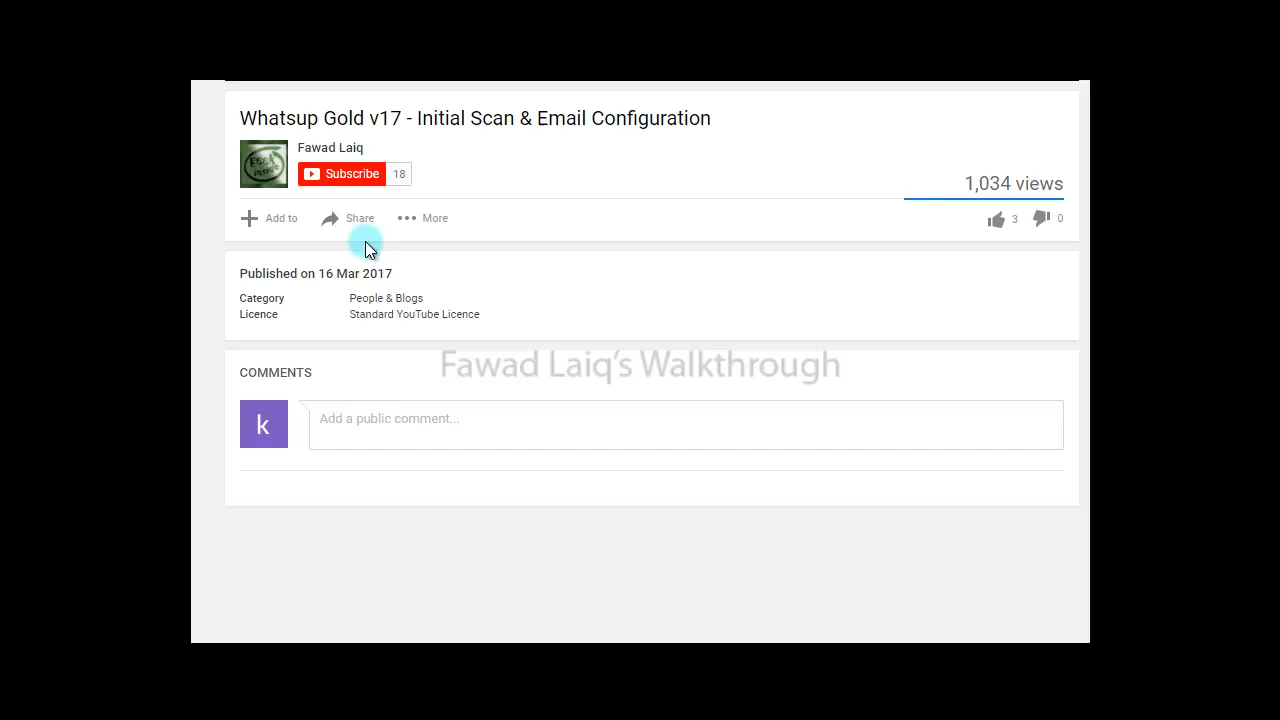 Whatsup Gold v17 - Initial Scan & Email Configuration
Fawad Laiq
Subscribe 18
1,034 views
Add to Share More 3 0
Published on 16 Mar 2017
Category People & Blogs
Licence Standard YouTube Licence
Fawad Laiq's Walkthrough
COMMENTS
k Add a public comment...